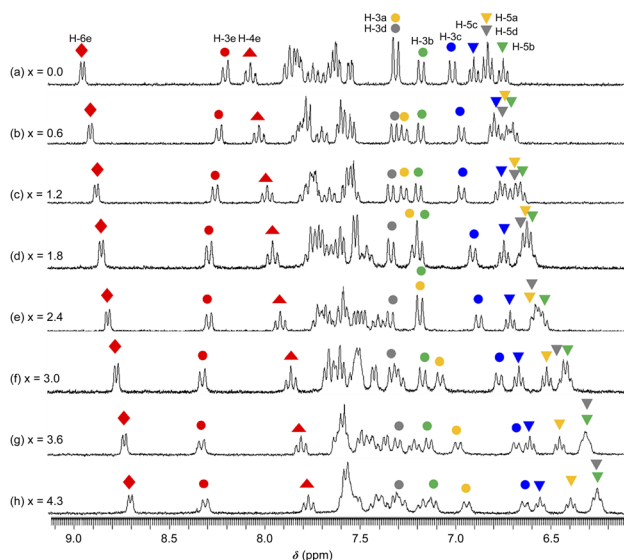 H-6e
H-3e
H-4e
H-3a
H-3d
H-3b
H-3c
H-5c
H-5a
H-5d
H-5b
(a) x = 0.0
(b) x = 0.6
(c) x = 1.2
(d) x = 1.8
(e) x = 2.4
(f) x = 3.0
(g) x = 3.6
(h) x = 4.3
9.0 8.5 8.0 7.5 7.0 6.5
δ (ppm)